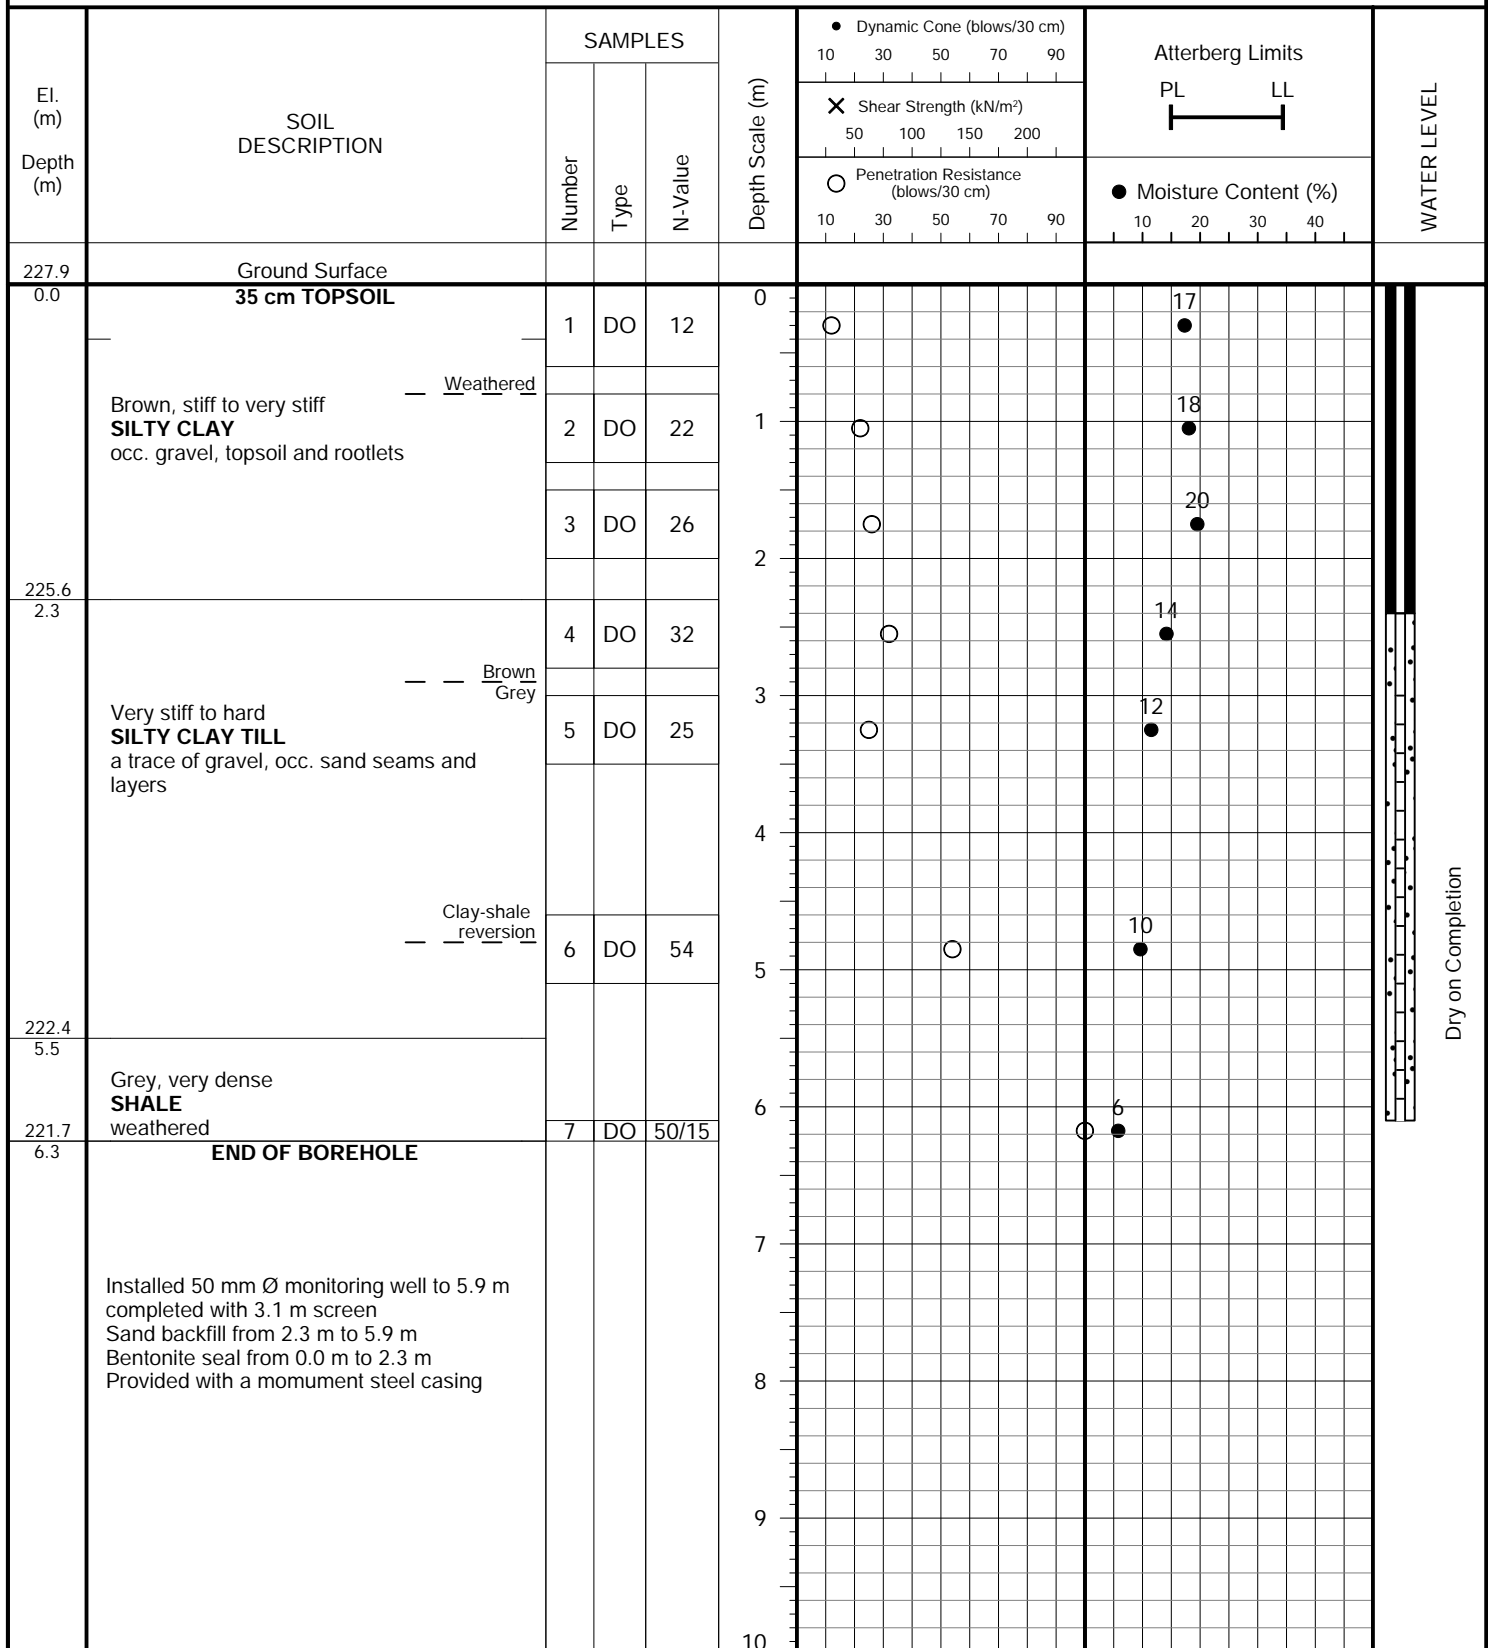 El.
(m)
Depth
(m)
SOIL
DESCRIPTION
SAMPLES
Number
Type
N-Value
Depth Scale (m)
Dynamic Cone (blows/30 cm)
10 30 50 70 90
Shear Strength (kN/m²)
50 100 150 200
Penetration Resistance
(blows/30 cm)
10 30 50 70 90
Atterberg Limits
PL LL
Moisture Content (%)
10 20 30 40
WATER LEVEL
227.9 Ground Surface
0.0 35 cm TOPSOIL 0
17
1 DO 12
Weathered
Brown, stiff to very stiff
18
SILTY CLAY 2 DO 22 1
occ. gravel, topsoil and rootlets
20
3 DO 26
2
225.6
2.3
14
4 DO 32
Brown
Grey
3
12
Very stiff to hard
SILTY CLAY TILL 5 DO 25
a trace of gravel, occ. sand seams and
layers
4
Clay-shale
reversion
10
6 DO 54
5
Dry on Completion
222.4
5.5
Grey, very dense
SHALE
weathered
6
6
221.7 7 DO 50/15
6.3 END OF BOREHOLE
7
Installed 50 mm Ø monitoring well to 5.9 m
completed with 3.1 m screen
Sand backfill from 2.3 m to 5.9 m
Bentonite seal from 0.0 m to 2.3 m
Provided with a momument steel casing
8
9
10